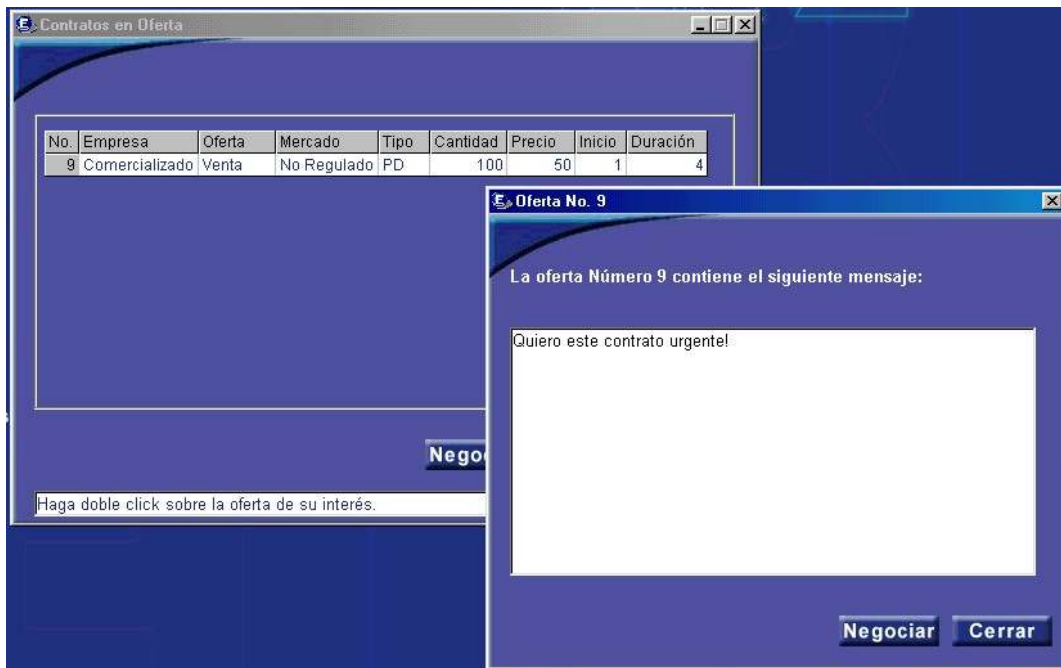 Contratos en Oferta
No. Empresa Oferta Mercado Tipo Cantidad Precio Inicio Duración
9 Comercializado Venta No Regulado PD 100 50 1 4
Haga doble click sobre la oferta de su interés.
Oferta No. 9
La oferta Número 9 contiene el siguiente mensaje:
Quiero este contrato urgente!
Negociar Cerrar